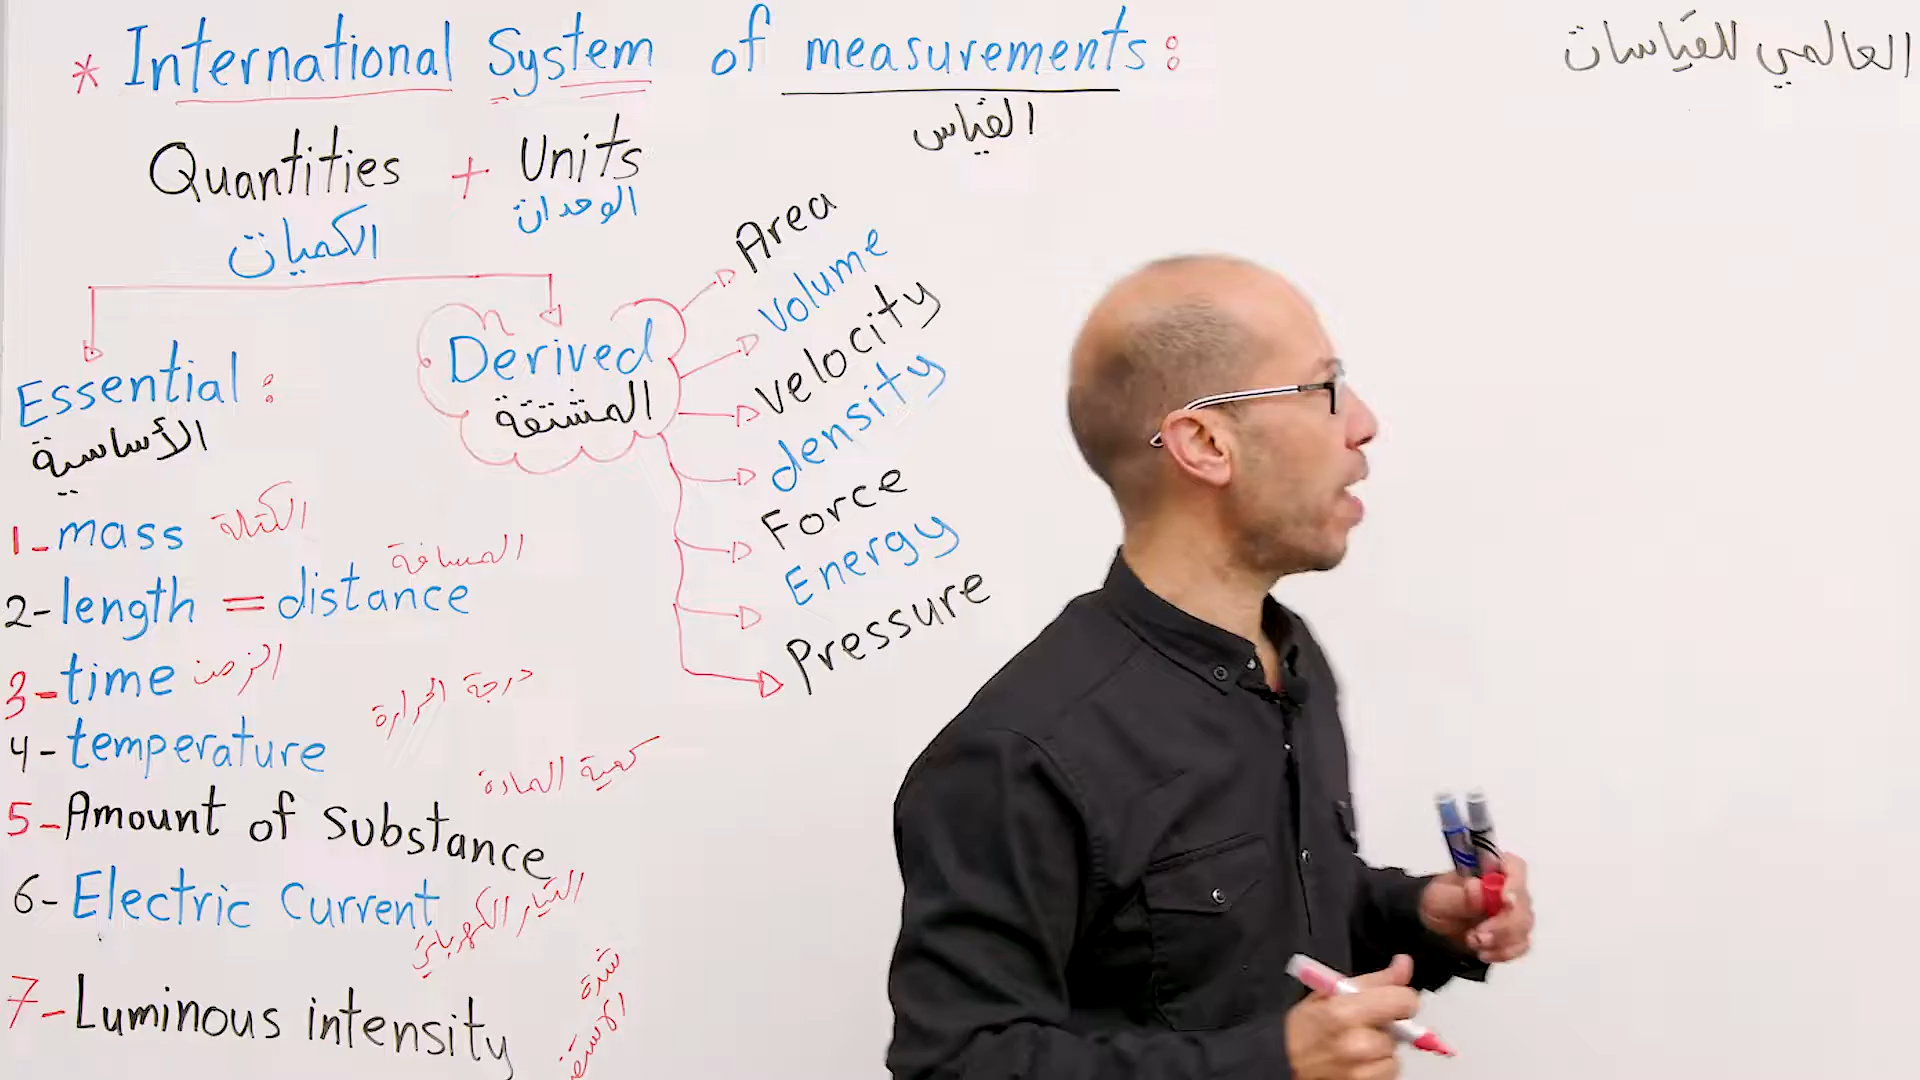 * International System of measurements:
العالمي للقياسات
القياس
Quantities + Units
الكميات
الوحدات
Essential :
الأساسية
1- mass الكتلة
المسافة
2- length = distance
3- time الزمن
درجة الحرارة
4- temperature
كمية المادة
5- Amount of substance
6- Electric Current
التيار الكهربائي
7- Luminous intensity
شدة
Derived
المشتقة
Area
volume
velocity
density
Force
Energy
Pressure